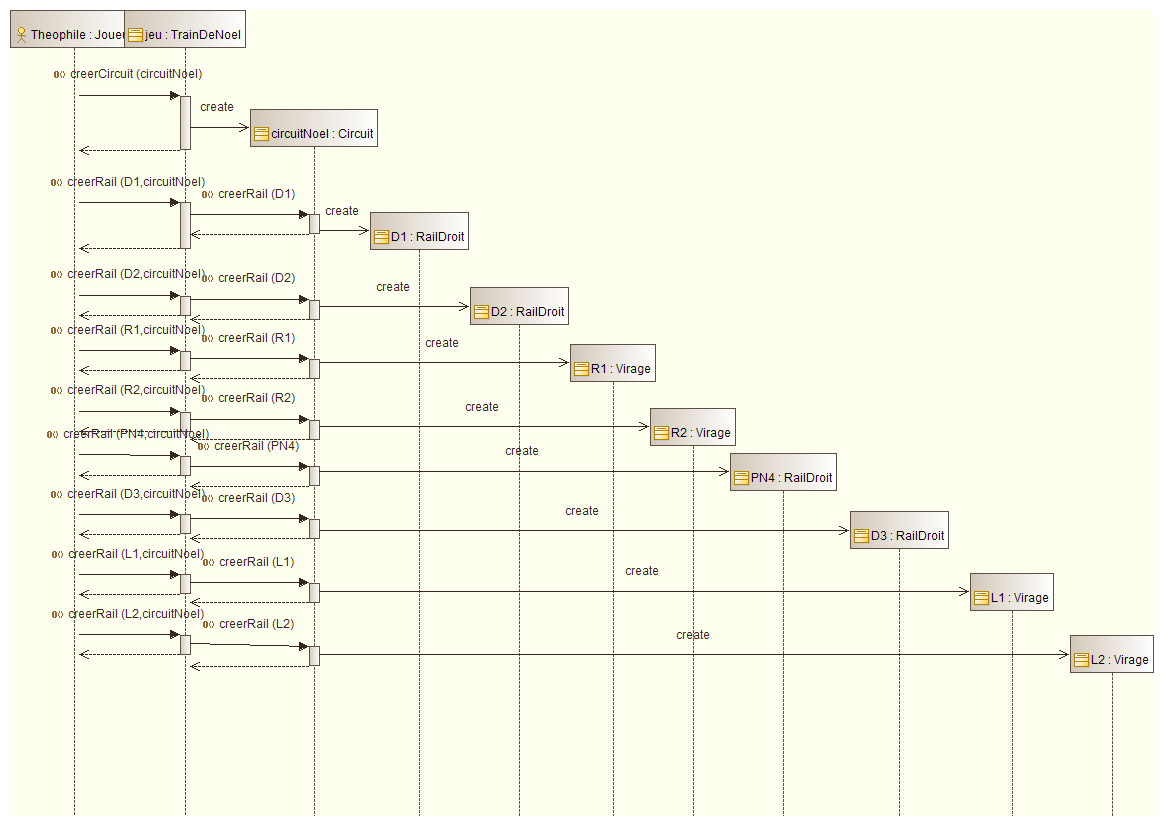 Theophile : Joue
jeu : TrainDeNoel
creerCircuit (circuitNoel)
create
circuitNoel : Circuit
creerRail (D1,circuitNoel)
creerRail (D1)
create
D1 : RailDroit
creerRail (D2,circuitNoel)
creerRail (D2)
create
D2 : RailDroit
creerRail (R1,circuitNoel)
creerRail (R1)
create
R1 : Virage
creerRail (R2,circuitNoel)
creerRail (R2)
create
R2 : Virage
creerRail (PN4,circuitNoel)
creerRail (PN4)
create
PN4 : RailDroit
creerRail (D3,circuitNoel)
creerRail (D3)
create
D3 : RailDroit
creerRail (L1,circuitNoel)
creerRail (L1)
create
L1 : Virage
creerRail (L2,circuitNoel)
creerRail (L2)
create
L2 : Virage